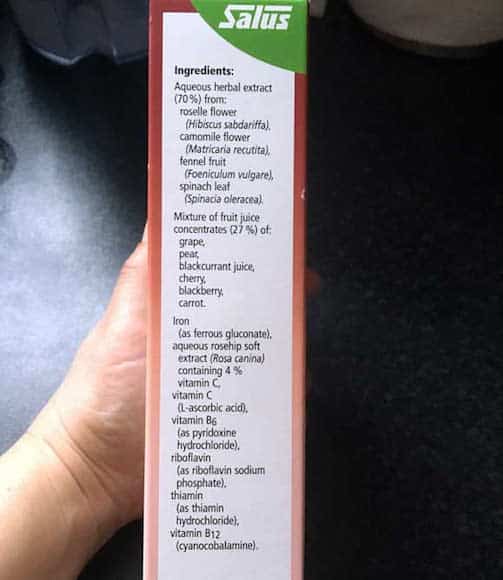 Salus
Ingredients:
Aqueous herbal extract
(70%) from:
roselle flower
(Hibiscus sabdariffa),
camomile flower
(Matricaria recutita),
fennel fruit
(Foeniculum vulgare),
spinach leaf
(Spinacia oleracea).
Mixture of fruit juice
concentrates (27%) of:
grape,
pear,
blackcurrant juice,
cherry,
blackberry,
carrot.
Iron
(as ferrous gluconate),
aqueous rosehip soft
extract (Rosa canina)
containing 4%
vitamin C,
vitamin C
(L-ascorbic acid),
vitamin B6
(as pyridoxine
hydrochloride),
riboflavin
(as riboflavin sodium
phosphate),
thiamin
(as thiamin
hydrochloride),
vitamin B12
(cyanocobalamine).